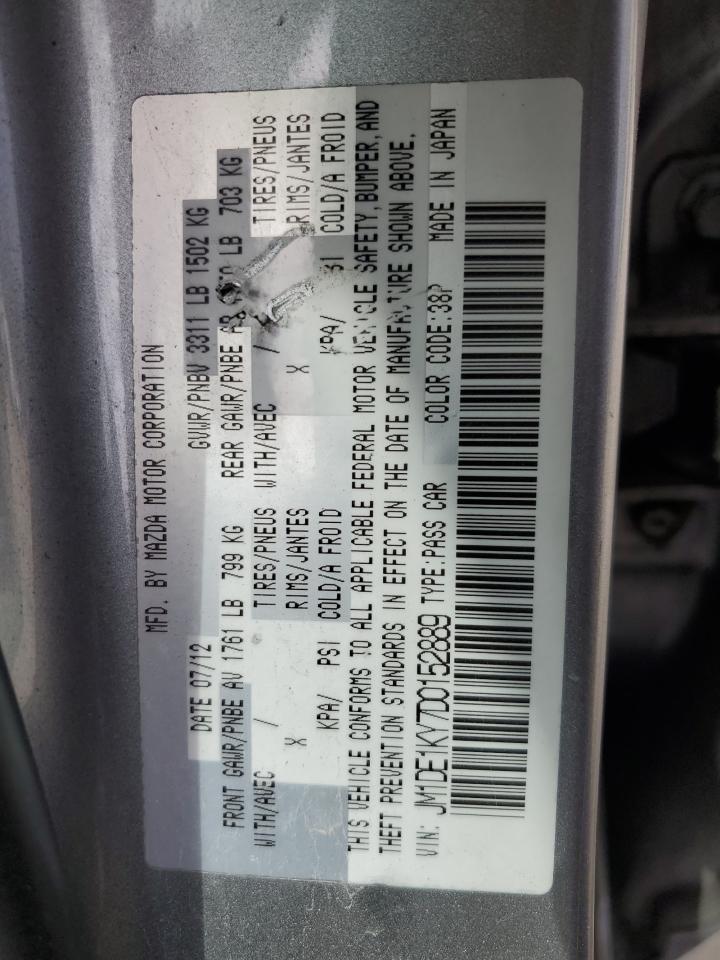 MFD. BY MAZDA MOTOR CORPORATION
DATE 07/12 GVWR/PNBV 3311 LB 1502 KG
FRONT GAWR/PNBE AV 1761 LB 799 KG REAR GAWR/PNBE LB 703 KG
WITH/AVEC / TIRES/PNEUS WITH/AVEC / TIRES/PNEUS
X RIMS/JANTES X RIMS/JANTES
KPA/ PSI COLD/A FROID KPA/ COLD/A FROID
THIS VEHICLE CONFORMS TO ALL APPLICABLE FEDERAL MOTOR VEHICLE SAFETY, BUMPER, AND
THEFT PREVENTION STANDARDS IN EFFECT ON THE DATE OF MANUFACTURE SHOWN ABOVE.
VIN: JM1DE1KY7D0152889 TYPE:PASS CAR COLOR CODE:38P MADE IN JAPAN